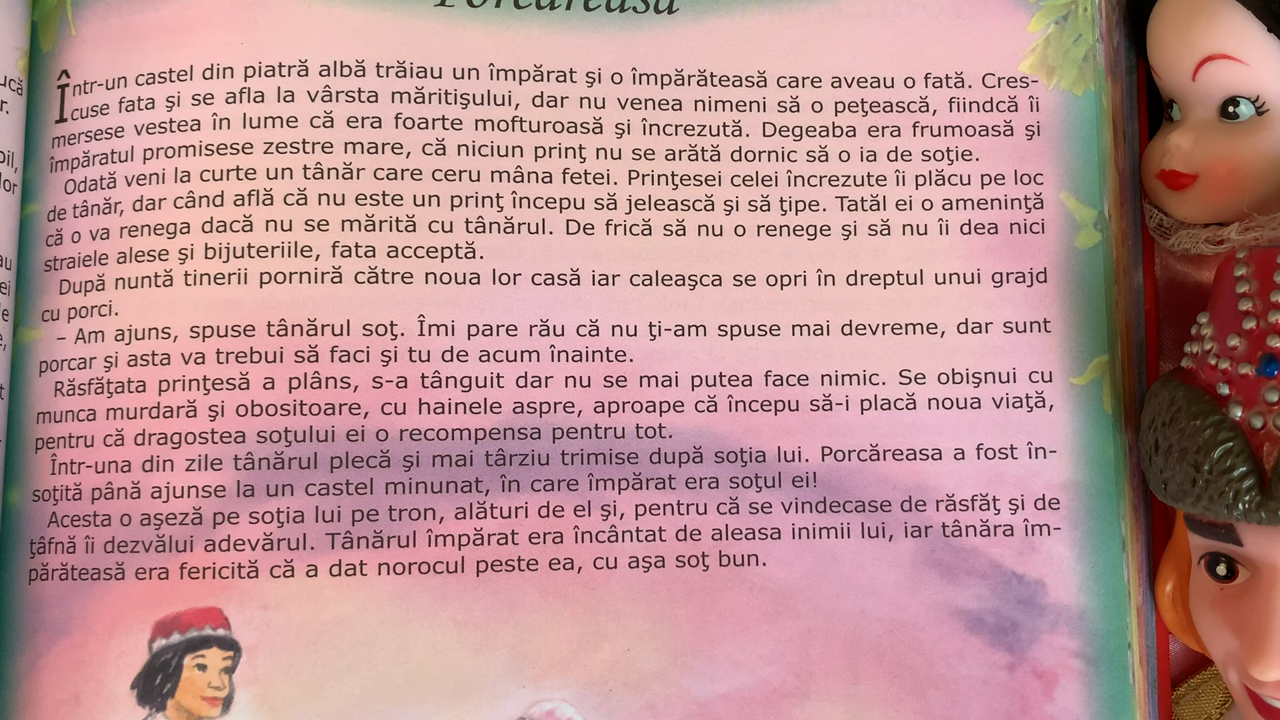 Porcăreasa
Într-un castel din piatră albă trăiau un împărat şi o împărăteasă care aveau o fată. Cres-
cuse fata şi se afla la vârsta măritişului, dar nu venea nimeni să o peţească, fiindcă îi
mersese vestea în lume că era foarte mofturoasă şi încrezută. Degeaba era frumoasă şi
împăratul promisese zestre mare, că niciun prinţ nu se arătă dornic să o ia de soţie.
Odată veni la curte un tânăr care ceru mâna fetei. Prinţesei celei încrezute îi plăcu pe loc
de tânăr, dar când află că nu este un prinţ începu să jelească şi să ţipe. Tatăl ei o ameninţă
că o va renega dacă nu se mărită cu tânărul. De frică să nu o renege şi să nu îi dea nici
straiele alese şi bijuteriile, fata acceptă.
După nuntă tinerii porniră către noua lor casă iar caleaşca se opri în dreptul unui grajd
cu porci.
– Am ajuns, spuse tânărul soţ. Îmi pare rău că nu ţi-am spuse mai devreme, dar sunt
porcar şi asta va trebui să faci şi tu de acum înainte.
Răsfăţata prinţesă a plâns, s-a tânguit dar nu se mai putea face nimic. Se obişnui cu
munca murdară şi obositoare, cu hainele aspre, aproape că începu să-i placă noua viaţă,
pentru că dragostea soţului ei o recompensa pentru tot.
Într-una din zile tânărul plecă şi mai târziu trimise după soţia lui. Porcăreasa a fost în-
soţită până ajunse la un castel minunat, în care împărat era soţul ei!
Acesta o aşeză pe soţia lui pe tron, alături de el şi, pentru că se vindecase de răsfăţ şi de
ţâfnă îi dezvălui adevărul. Tânărul împărat era încântat de aleasa inimii lui, iar tânăra îm-
părăteasă era fericită că a dat norocul peste ea, cu aşa soţ bun.